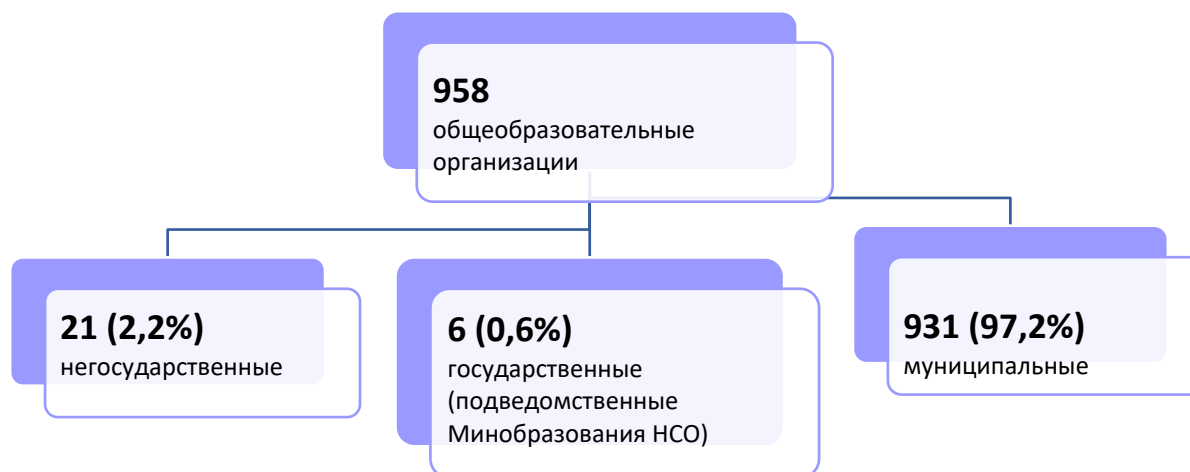 958
общеобразовательные
организации
21 (2,2%)
негосударственные
6 (0,6%)
государственные
(подведомственные
Минобразования НСО)
931 (97,2%)
муниципальные